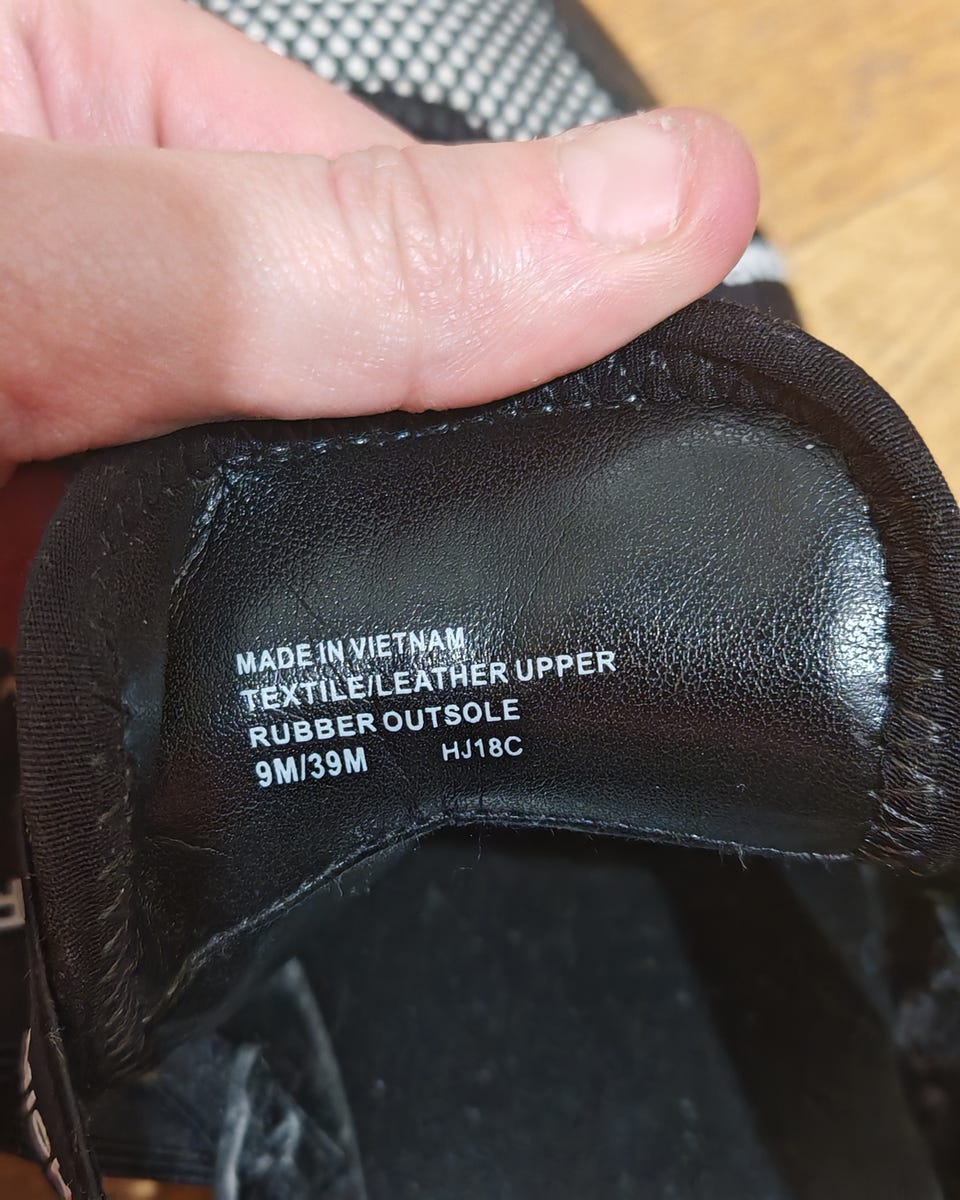 MADE IN VIETNAM
TEXTILE/LEATHER UPPER
RUBBER OUTSOLE
9M/39M HJ18C